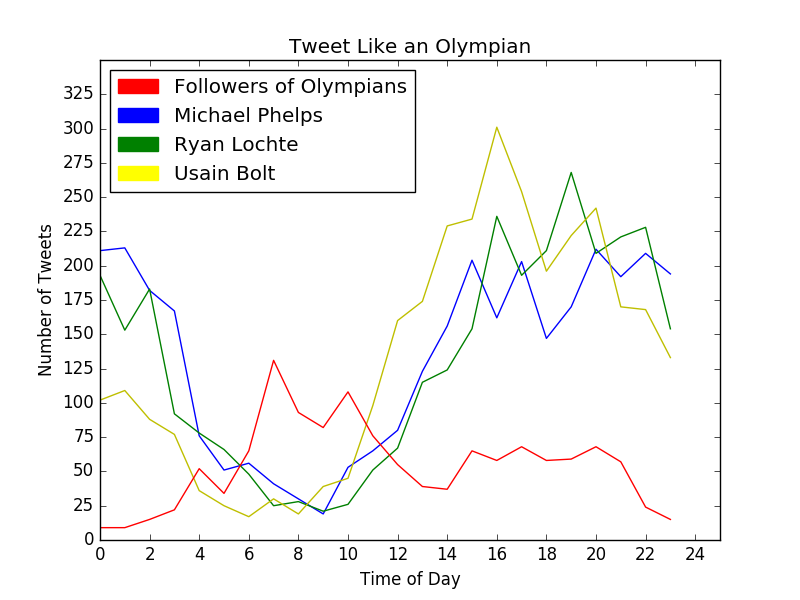 Tweet Like an Olympian
Followers of Olympians
Michael Phelps
Ryan Lochte
Usain Bolt
Number of Tweets
325
300
275
250
225
200
175
150
125
100
75
50
25
0
0 2 4 6 8 10 12 14 16 18 20 22 24
Time of Day